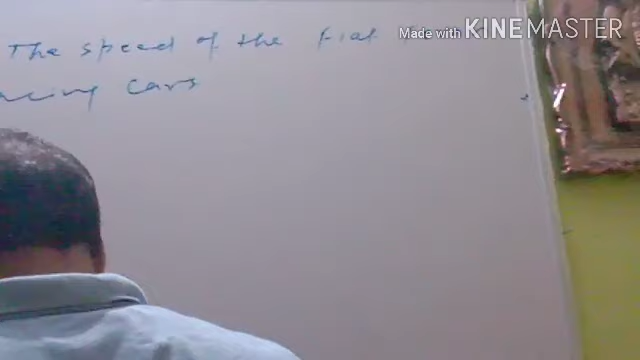 The speed of the Fiat
racing cars
Made with KINEMASTER